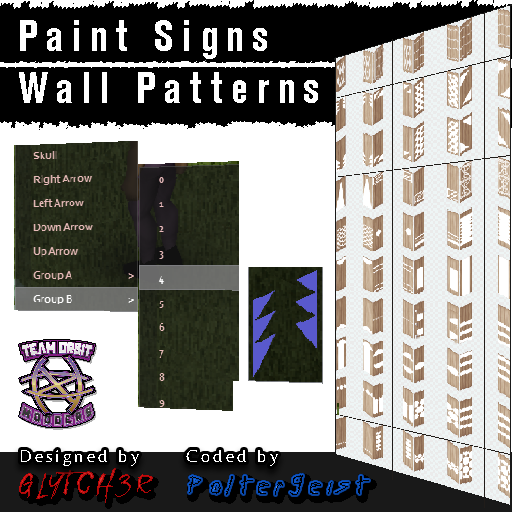 Paint Signs
Wall Patterns
Skull
Right Arrow
Left Arrow
Down Arrow
Up Arrow
Group A >
Group B >
0
1
2
3
4
5
6
7
8
9
TEAM ORBIT
Designed by
GLYTCH3R
Coded by
Poltergeist